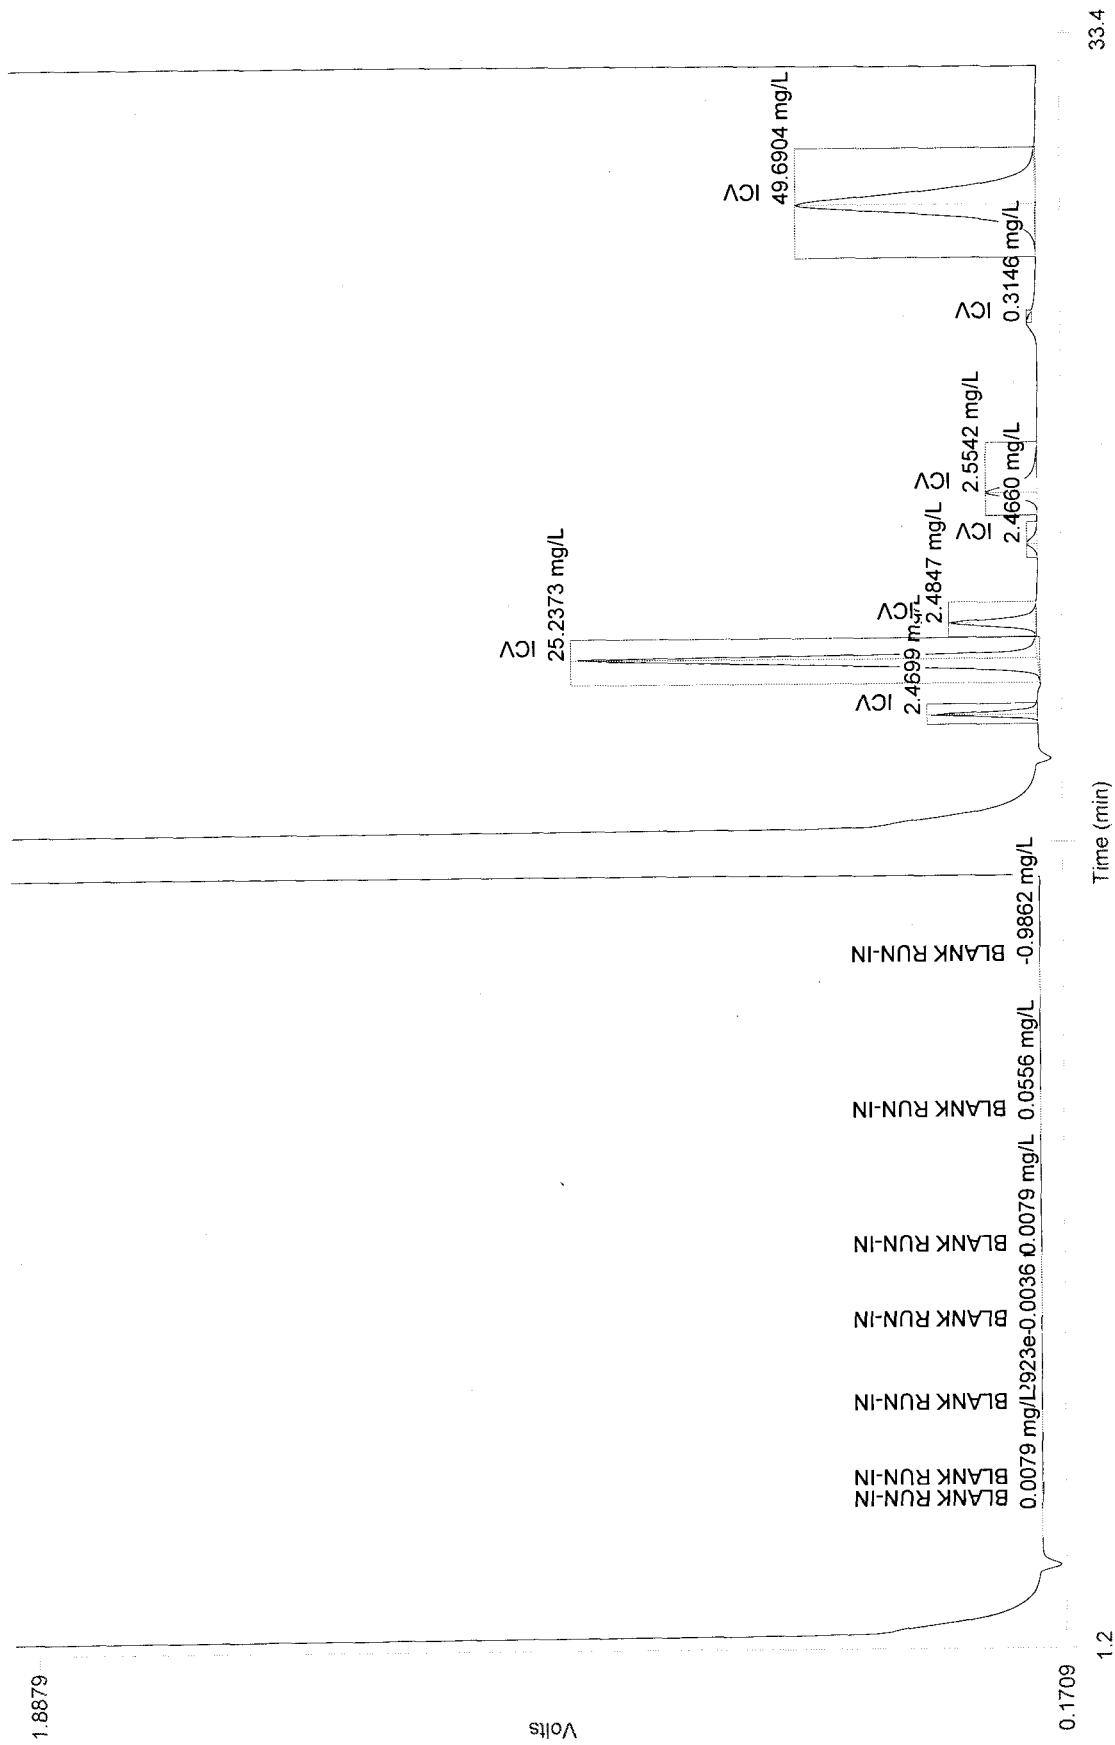 1.8879
Volts
0.1709
1.2
Time (min)
33.4
BLANK RUN-IN
BLANK RUN-IN
0.0079 mg/L
BLANK RUN-IN
2923e-
BLANK RUN-IN
0.0036
BLANK RUN-IN
0.0079 mg/L
BLANK RUN-IN
0.0556 mg/L
BLANK RUN-IN
-0.9862 mg/L
ICV
2.4699
ICV
25.2373 mg/L
ICV
2.4847 mg/L
ICV
2.4660 mg/L
ICV
2.5542 mg/L
ICV
0.3146 mg/L
ICV
49.6904 mg/L